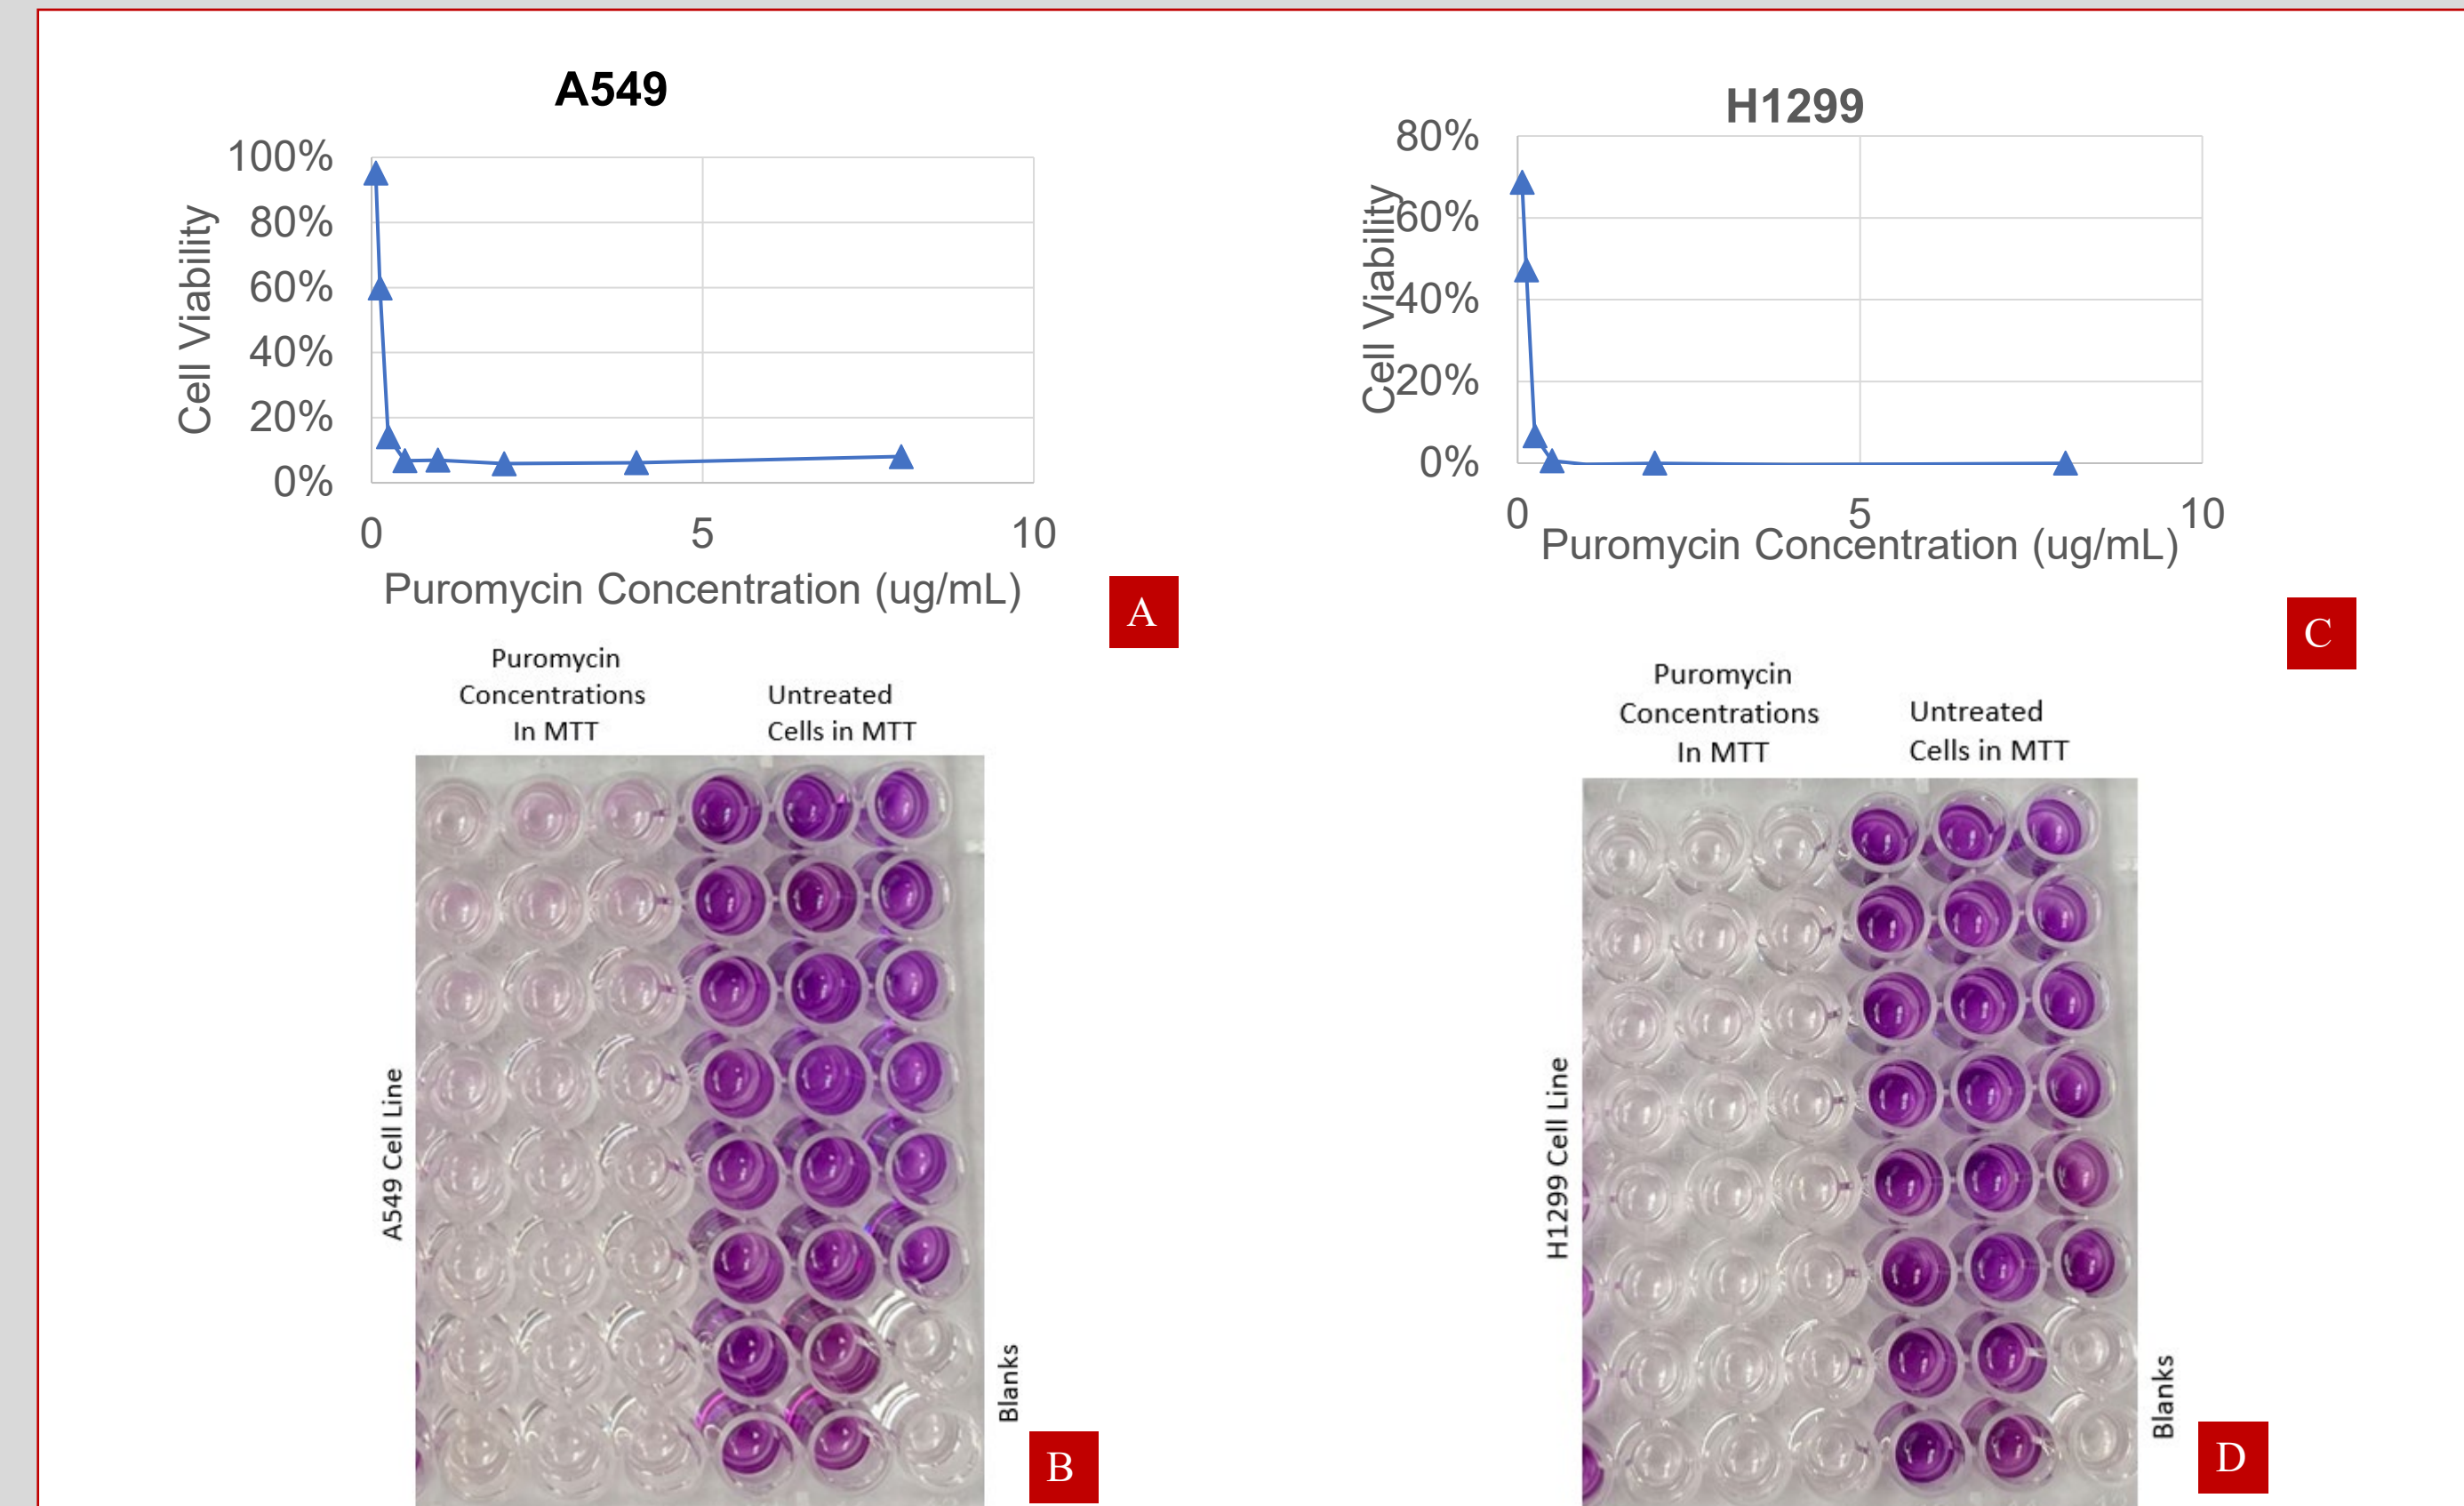 A549
100%
80%
60%
40%
20%
0%
Cell Viability
0 5 10
Puromycin Concentration (ug/mL)
A
H1299
80%
60%
40%
20%
0%
Cell Viability
0 5 10
Puromycin Concentration (ug/mL)
C
Puromycin
Concentrations
In MTT
Untreated
Cells in MTT
A549 Cell Line
Blanks
B
Puromycin
Concentrations
In MTT
Untreated
Cells in MTT
H1299 Cell Line
Blanks
D